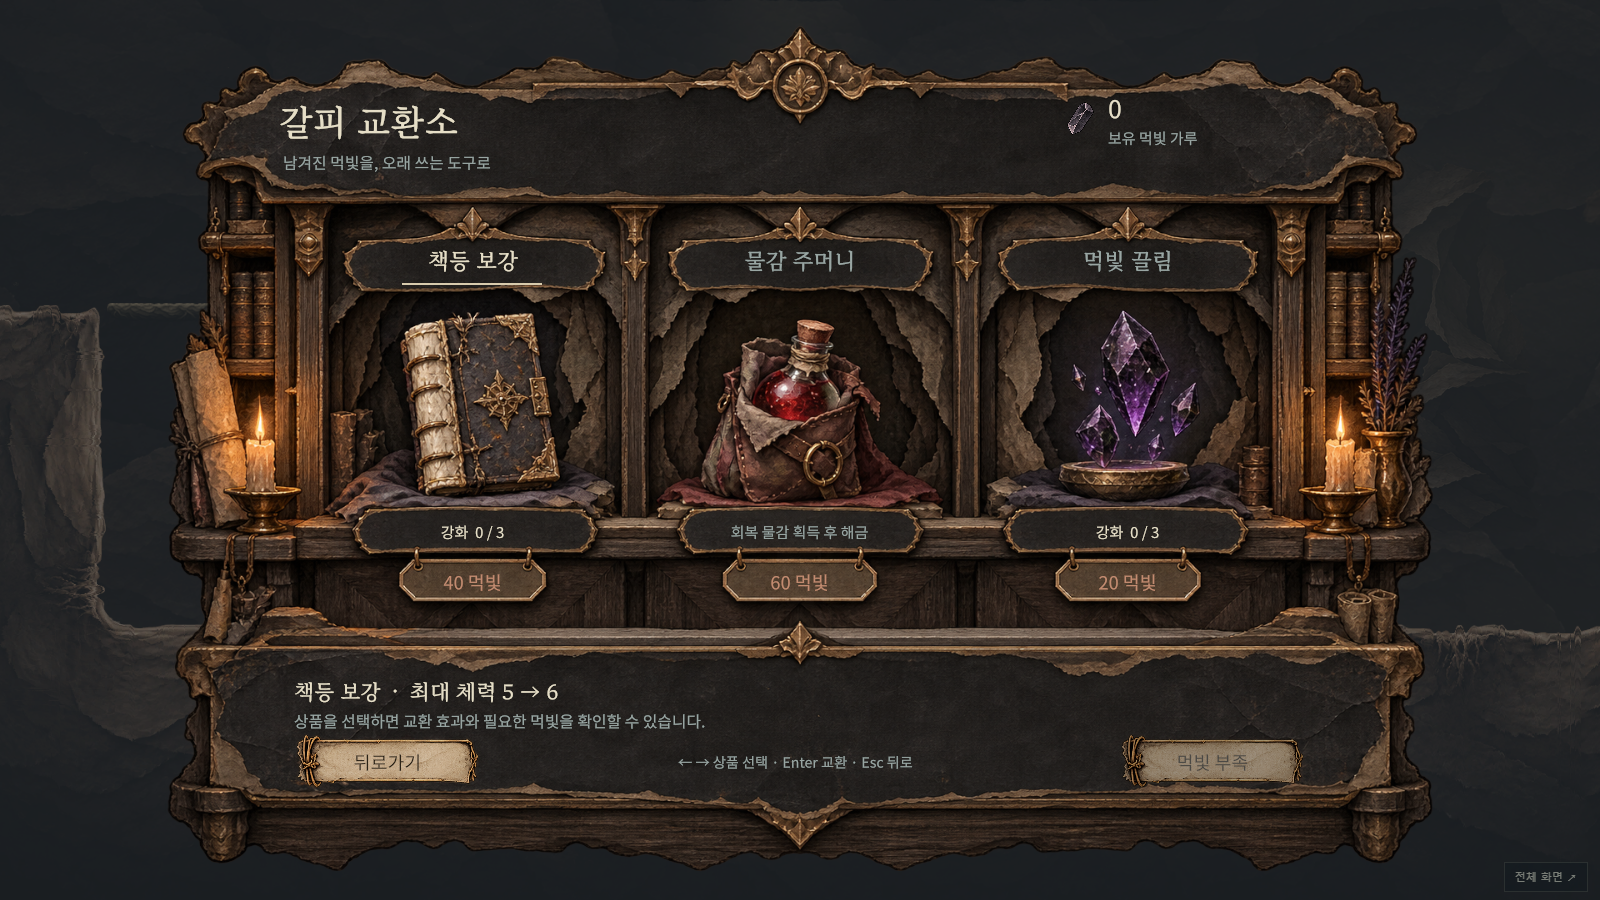 갈피 교환소
남겨진 먹빛을, 오래 쓰는 도구로
0
보유 먹빛 가루
책등 보강
물감 주머니
먹빛 끌림
강화 0 / 3
회복 물감 획득 후 해금
강화 0 / 3
40 먹빛
60 먹빛
20 먹빛
책등 보강 · 최대 체력 5 → 6
상품을 선택하면 교환 효과와 필요한 먹빛을 확인할 수 있습니다.
뒤로가기
←→ 상품 선택 · Enter 교환 · Esc 뒤로
먹빛 부족
전체 화면 ↗